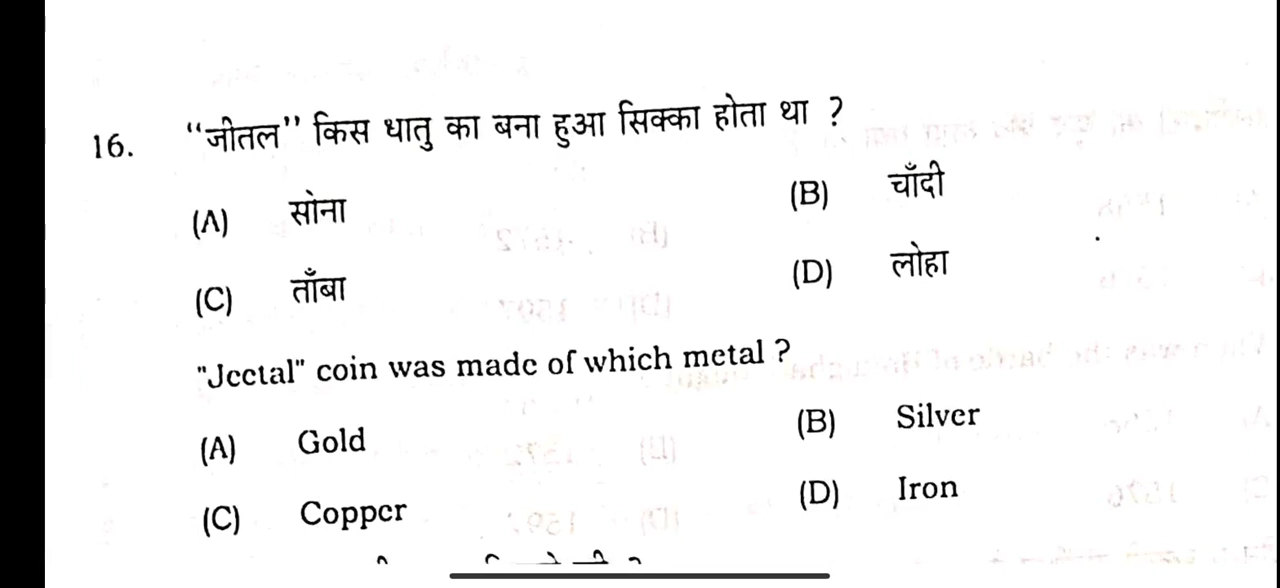 16. "जीतल" किस धातु का बना हुआ सिक्का होता था ?
(A) सोना (B) चाँदी
(C) ताँबा (D) लोहा
"Jeetal" coin was made of which metal ?
(A) Gold (B) Silver
(C) Copper (D) Iron